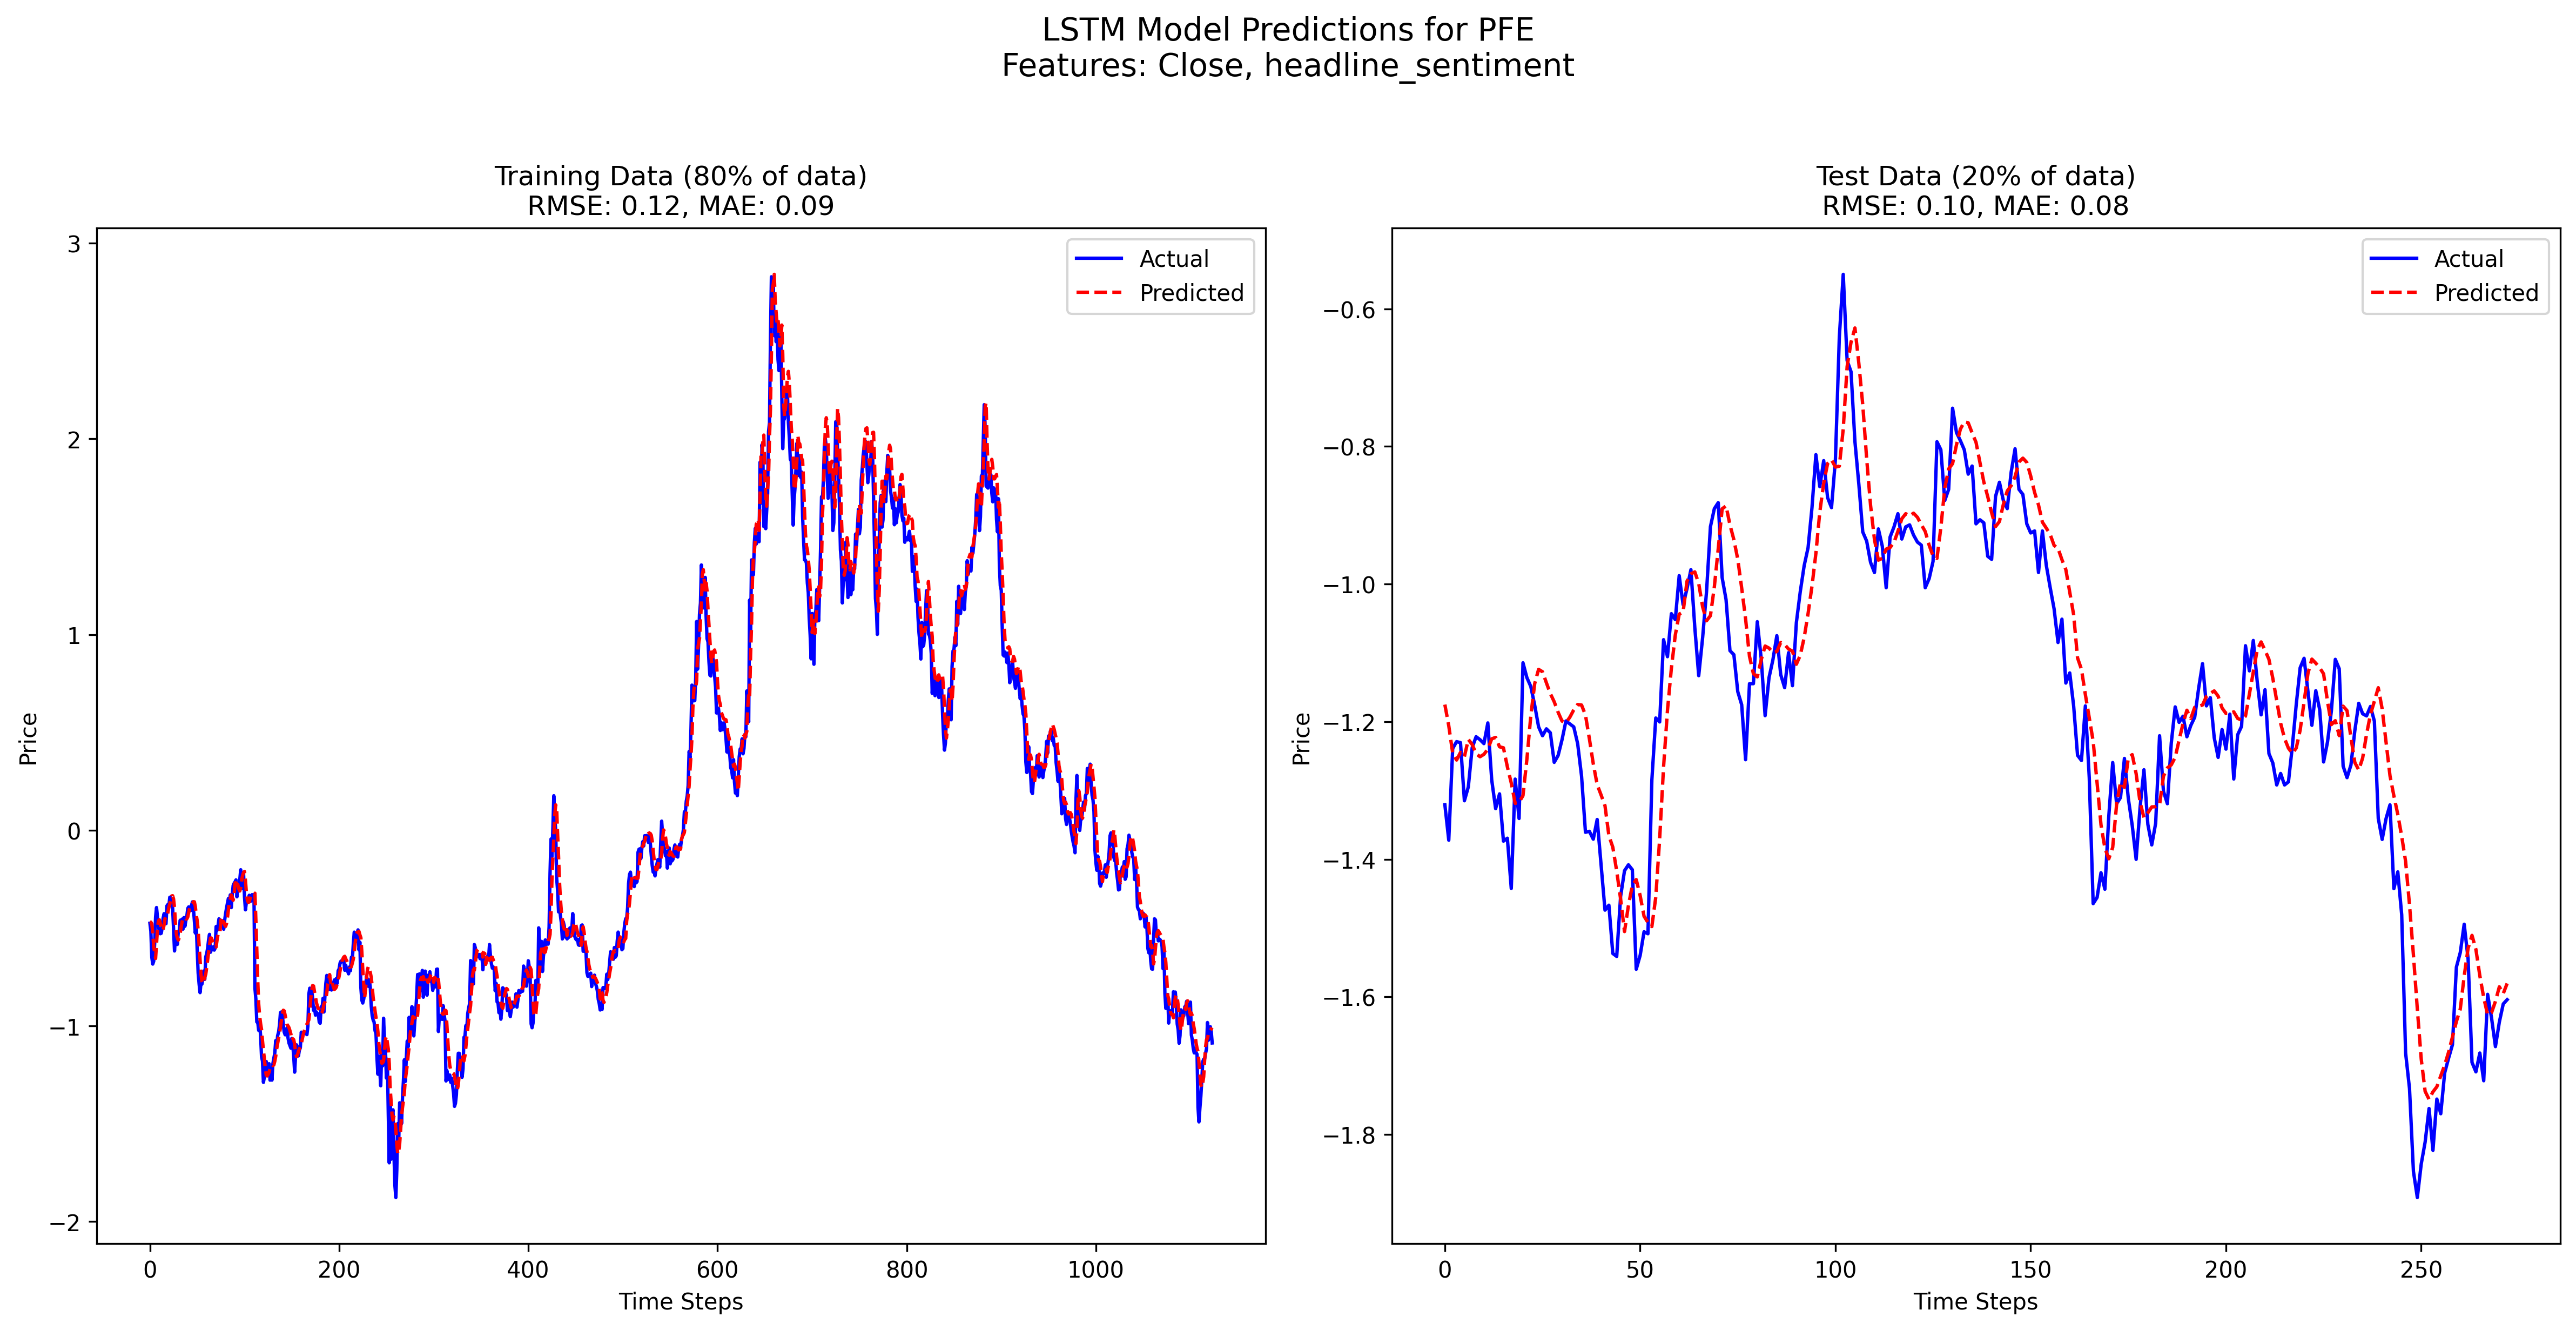 LSTM Model Predictions for PFE
Features: Close, headline_sentiment
Training Data (80% of data)
RMSE: 0.12, MAE: 0.09
Actual
Predicted
3
2
1
0
−1
−2
Price
0
200
400
600
800
1000
Time Steps
Test Data (20% of data)
RMSE: 0.10, MAE: 0.08
Actual
Predicted
−0.6
−0.8
−1.0
−1.2
−1.4
−1.6
−1.8
Price
0
50
100
150
200
250
Time Steps